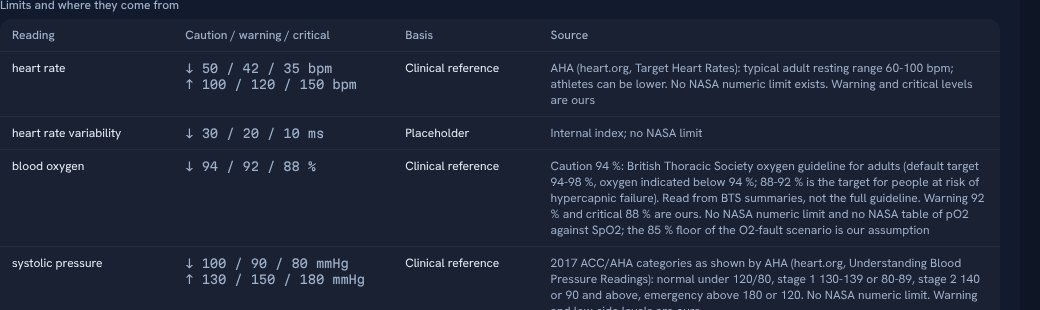 Limits and where they come from
Reading Caution / warning / critical Basis Source
heart rate ↓ 50 / 42 / 35 bpm Clinical reference AHA (heart.org, Target Heart Rates): typical adult resting range 60-100 bpm;
↑ 100 / 120 / 150 bpm athletes can be lower. No NASA numeric limit exists. Warning and critical levels
are ours
heart rate variability ↓ 30 / 20 / 10 ms Placeholder Internal index; no NASA limit
blood oxygen ↓ 94 / 92 / 88 % Clinical reference Caution 94 %: British Thoracic Society oxygen guideline for adults (default target
94-98 %, oxygen indicated below 94 %; 88-92 % is the target for people at risk of
hypercapnic failure). Read from BTS summaries, not the full guideline. Warning 92
% and critical 88 % are ours. No NASA numeric limit and no NASA table of pO2
against SpO2; the 85 % floor of the O2-fault scenario is our assumption
systolic pressure ↓ 100 / 90 / 80 mmHg Clinical reference 2017 ACC/AHA categories as shown by AHA (heart.org, Understanding Blood
↑ 130 / 150 / 180 mmHg Pressure Readings): normal under 120/80, stage 1 130-139 or 80-89, stage 2 140
or 90 and above, emergency above 180 or 120. No NASA numeric limit. Warning